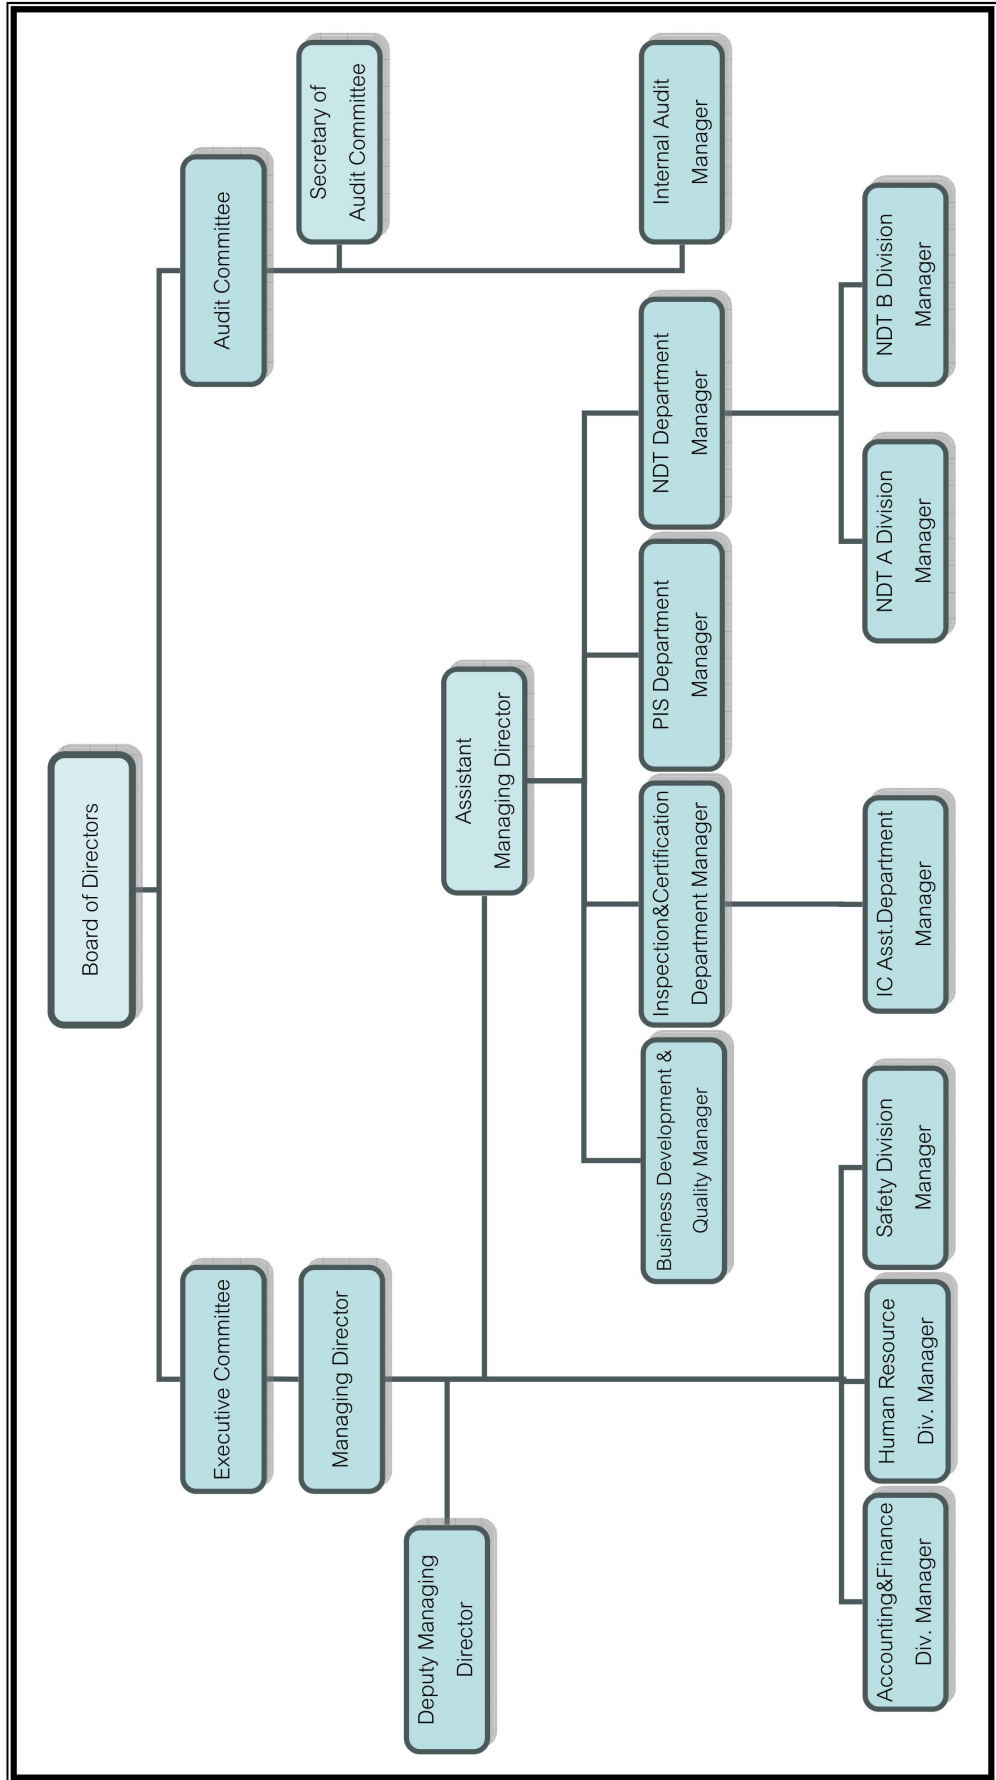 Board of Directors
Executive Committee
Audit Committee
Managing Director
Secretary of
Audit Committee
Deputy Managing
Director
Assistant
Managing Director
Business Development &
Quality Manager
Inspection&Certification
Department Manager
PIS Department
Manager
NDT Department
Manager
Internal Audit
Manager
Accounting&Finance
Div. Manager
Human Resource
Div. Manager
Safety Division
Manager
IC Asst.Department
Manager
NDT A Division
Manager
NDT B Division
Manager